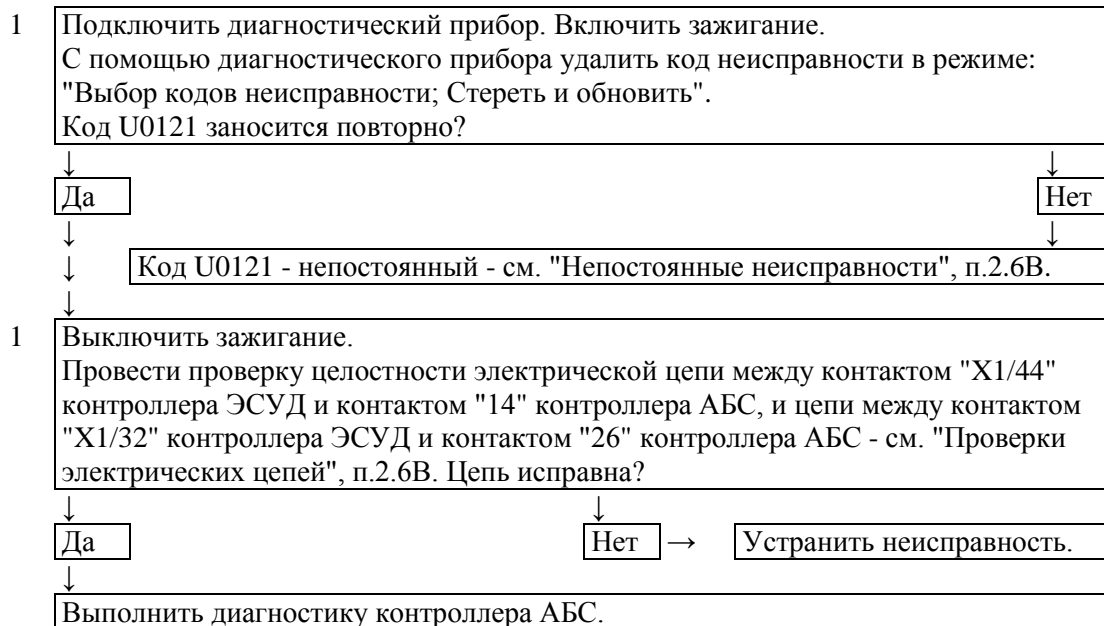 1 Подключить диагностический прибор. Включить зажигание.
С помощью диагностического прибора удалить код неисправности в режиме:
"Выбор кодов неисправности; Стереть и обновить".
Код U0121 заносится повторно?
↓ ↓
Да Нет
↓ ↓
↓ Код U0121 - непостоянный - см. "Непостоянные неисправности", п.2.6В.
↓
1 Выключить зажигание.
Провести проверку целостности электрической цепи между контактом "X1/44"
контроллера ЭСУД и контактом "14" контроллера АБС, и цепи между контактом
"X1/32" контроллера ЭСУД и контактом "26" контроллера АБС - см. "Проверки
электрических цепей", п.2.6В. Цепь исправна?
↓ ↓
Да Нет → Устранить неисправность.
↓
Выполнить диагностику контроллера АБС.